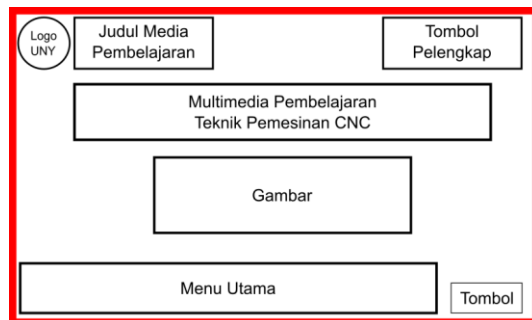 Logo
UNY
Judul Media
Pembelajaran
Tombol
Pelengkap
Multimedia Pembelajaran
Teknik Pemesinan CNC
Gambar
Menu Utama
Tombol